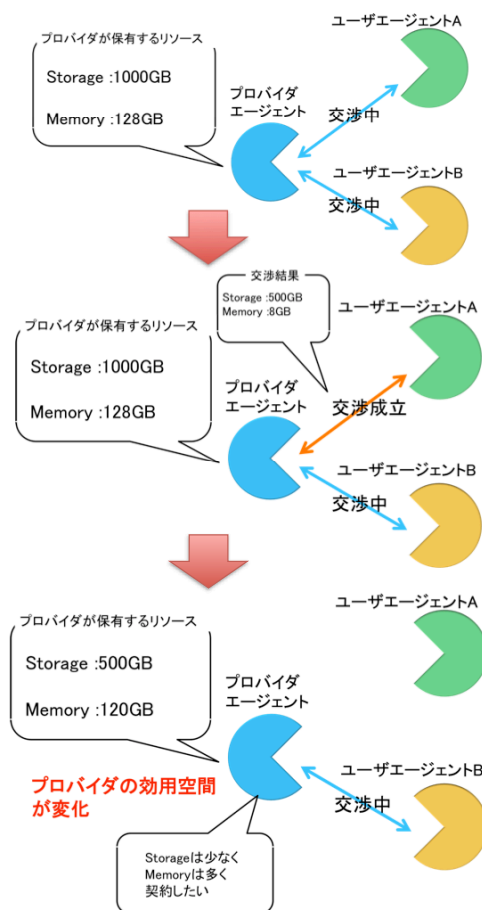 ユーザエージェントA
プロバイダが保有するリソース
Storage :1000GB
Memory :128GB
プロバイダ
エージェント
交渉中
ユーザエージェントB
交渉中
交渉結果
Storage :500GB
Memory :8GB
ユーザエージェントA
プロバイダが保有するリソース
Storage :1000GB
Memory :128GB
プロバイダ
エージェント
交渉成立
ユーザエージェントB
交渉中
ユーザエージェントA
プロバイダが保有するリソース
Storage :500GB
Memory :120GB
プロバイダ
エージェント
ユーザエージェントB
交渉中
プロバイダの効用空間
が変化
Storageは少なく
Memoryは多く
契約したい